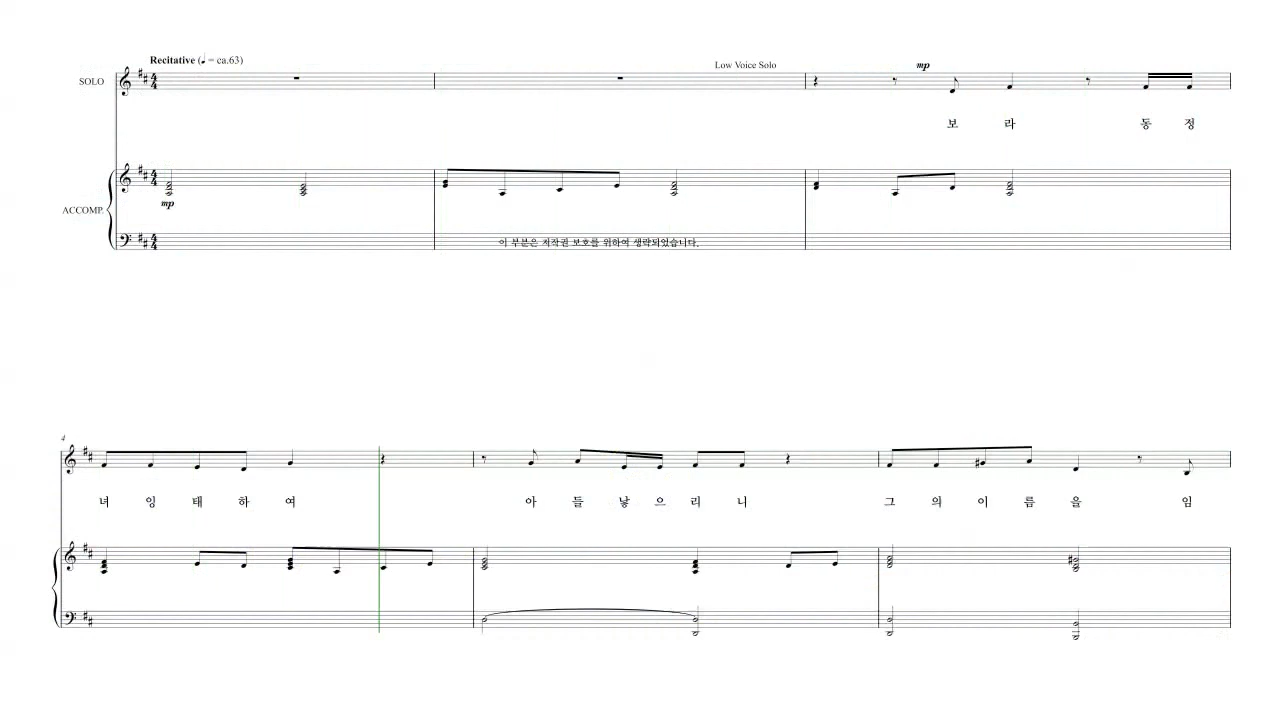 Recitative (♩ = ca.63)
Low Voice Solo
mp
SOLO
보 라 동 정
ACCOMP.
mp
이 부분은 저작권 보호를 위하여 생략되었습니다.
4
녀 잉 태 하 여 아 들 낳 으 리 니 그 의 이 름 을 임